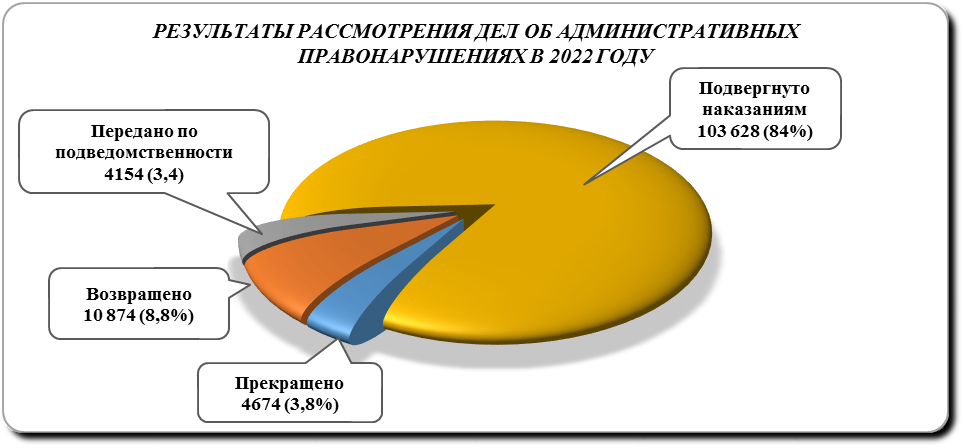 РЕЗУЛЬТАТЫ РАССМОТРЕНИЯ ДЕЛ ОБ АДМИНИСТРАТИВНЫХ
ПРАВОНАРУШЕНИЯХ В 2022 ГОДУ
Подвергнуто
наказаниям
103 628 (84%)
Передано по
подведомственности
4154 (3,4)
Возвращено
10 874 (8,8%)
Прекращено
4674 (3,8%)